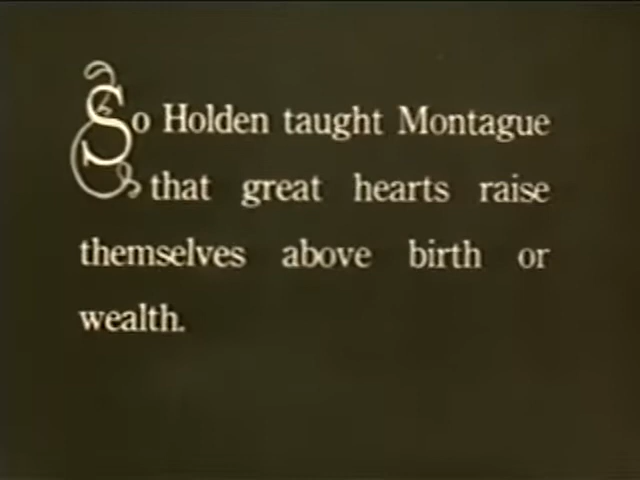 So Holden taught Montague
that great hearts raise
themselves above birth or
wealth.